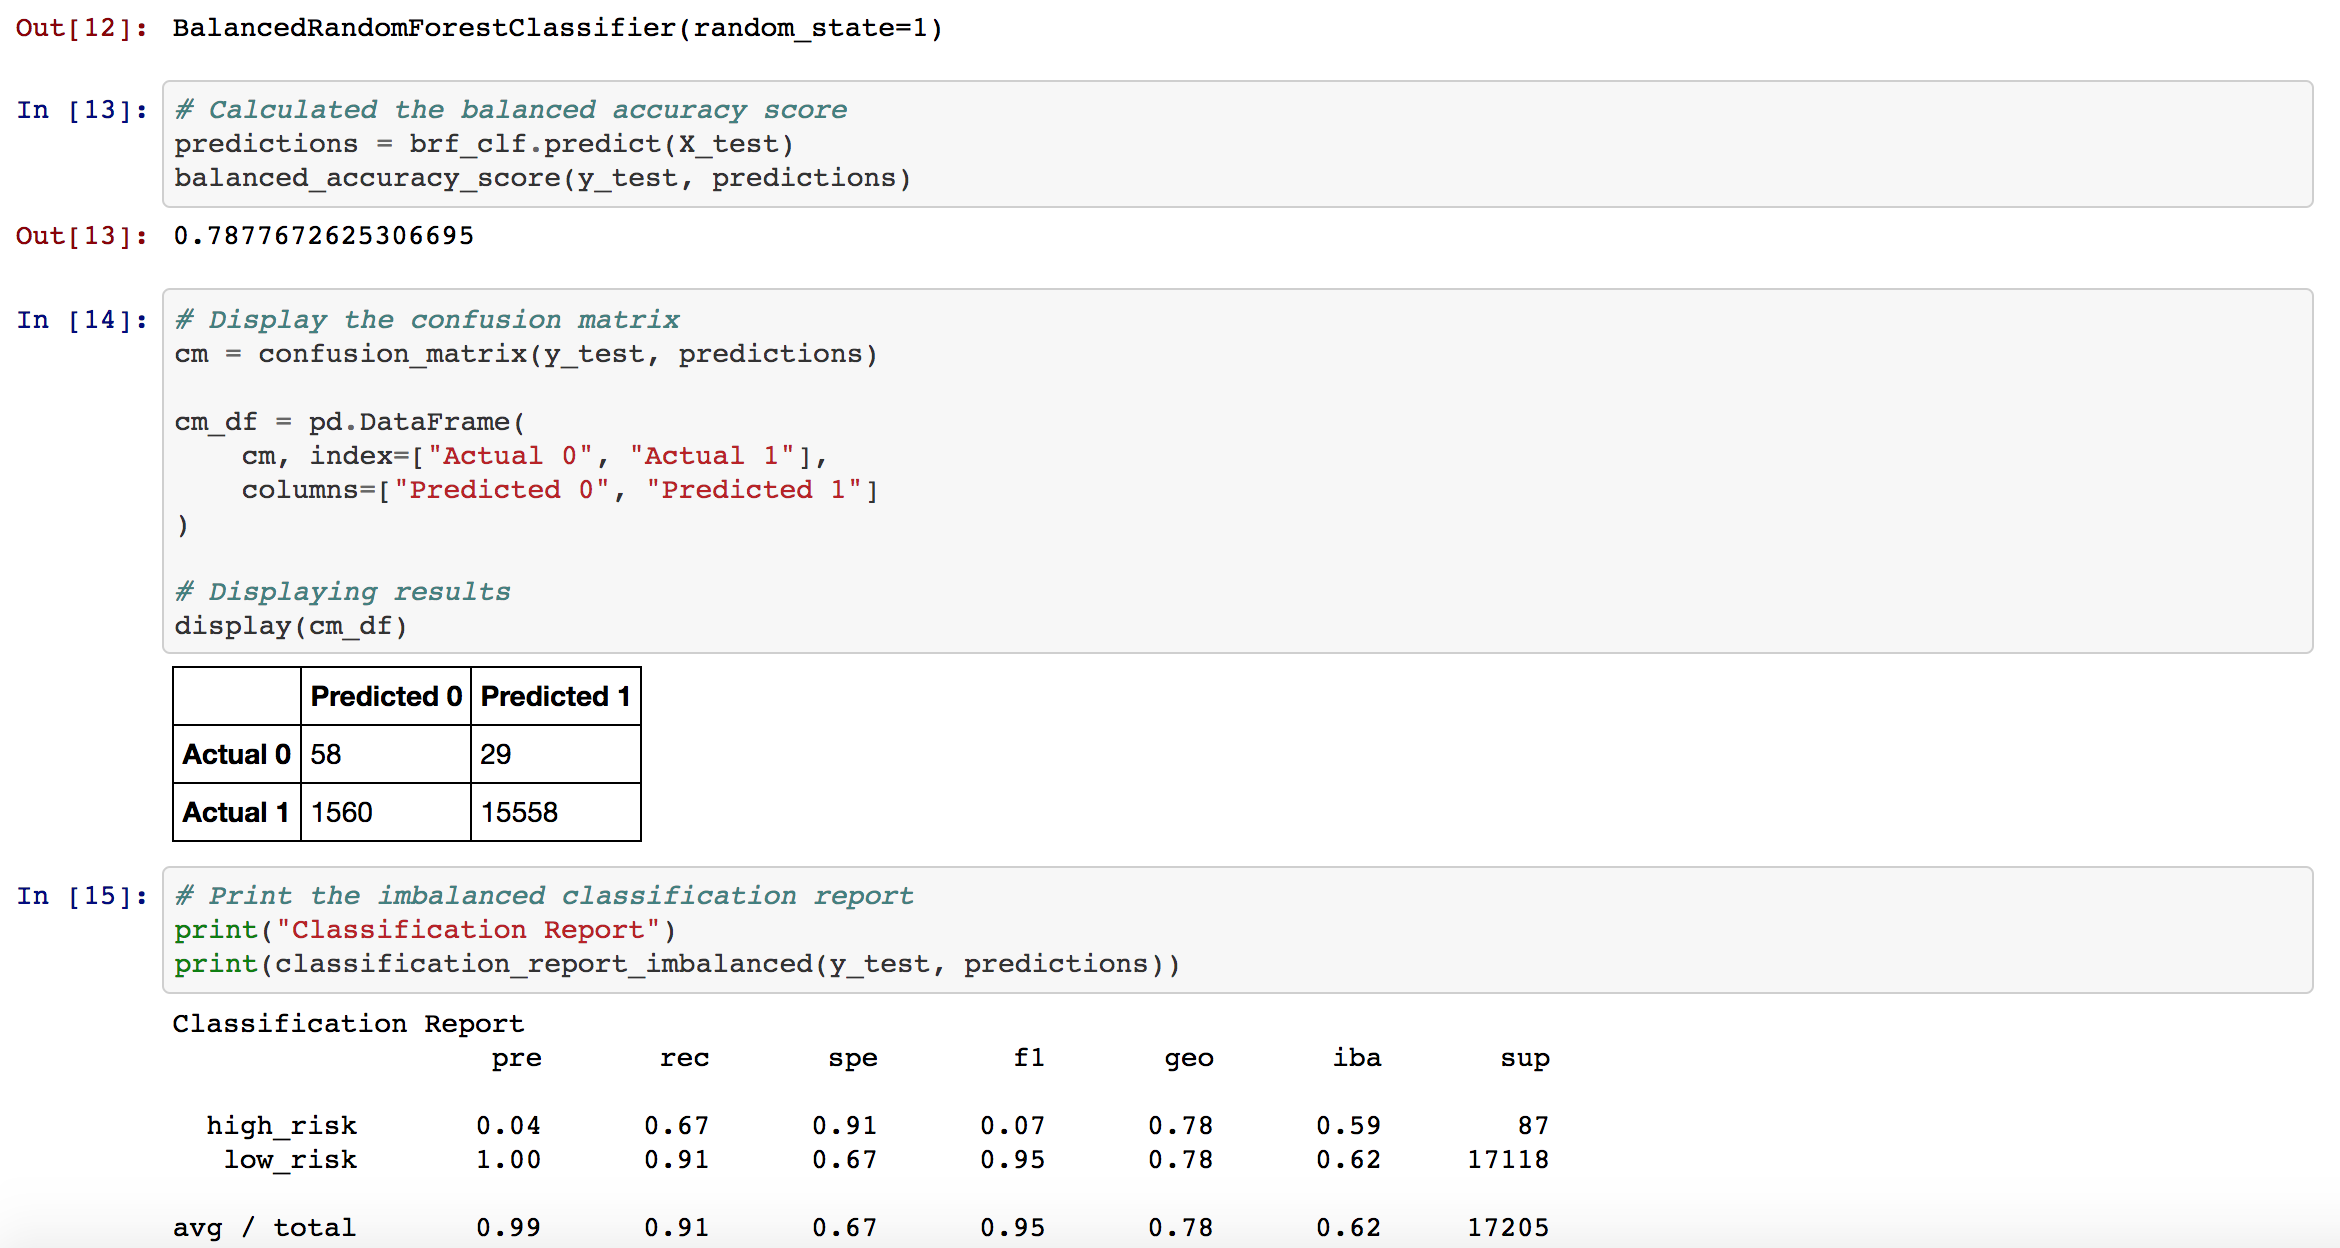 Out[12]: BalancedRandomForestClassifier(random_state=1)
In [13]: # Calculated the balanced accuracy score
predictions = brf_clf.predict(X_test)
balanced_accuracy_score(y_test, predictions)
Out[13]: 0.7877672625306695
In [14]: # Display the confusion matrix
cm = confusion_matrix(y_test, predictions)
cm_df = pd.DataFrame(
    cm, index=["Actual 0", "Actual 1"],
    columns=["Predicted 0", "Predicted 1"]
)
# Displaying results
display(cm_df)
Predicted 0 Predicted 1
Actual 0 58 29
Actual 1 1560 15558
In [15]: # Print the imbalanced classification report
print("Classification Report")
print(classification_report_imbalanced(y_test, predictions))
Classification Report
pre rec spe f1 geo iba sup
high_risk 0.04 0.67 0.91 0.07 0.78 0.59 87
low_risk 1.00 0.91 0.67 0.95 0.78 0.62 17118
avg / total 0.99 0.91 0.67 0.95 0.78 0.62 17205